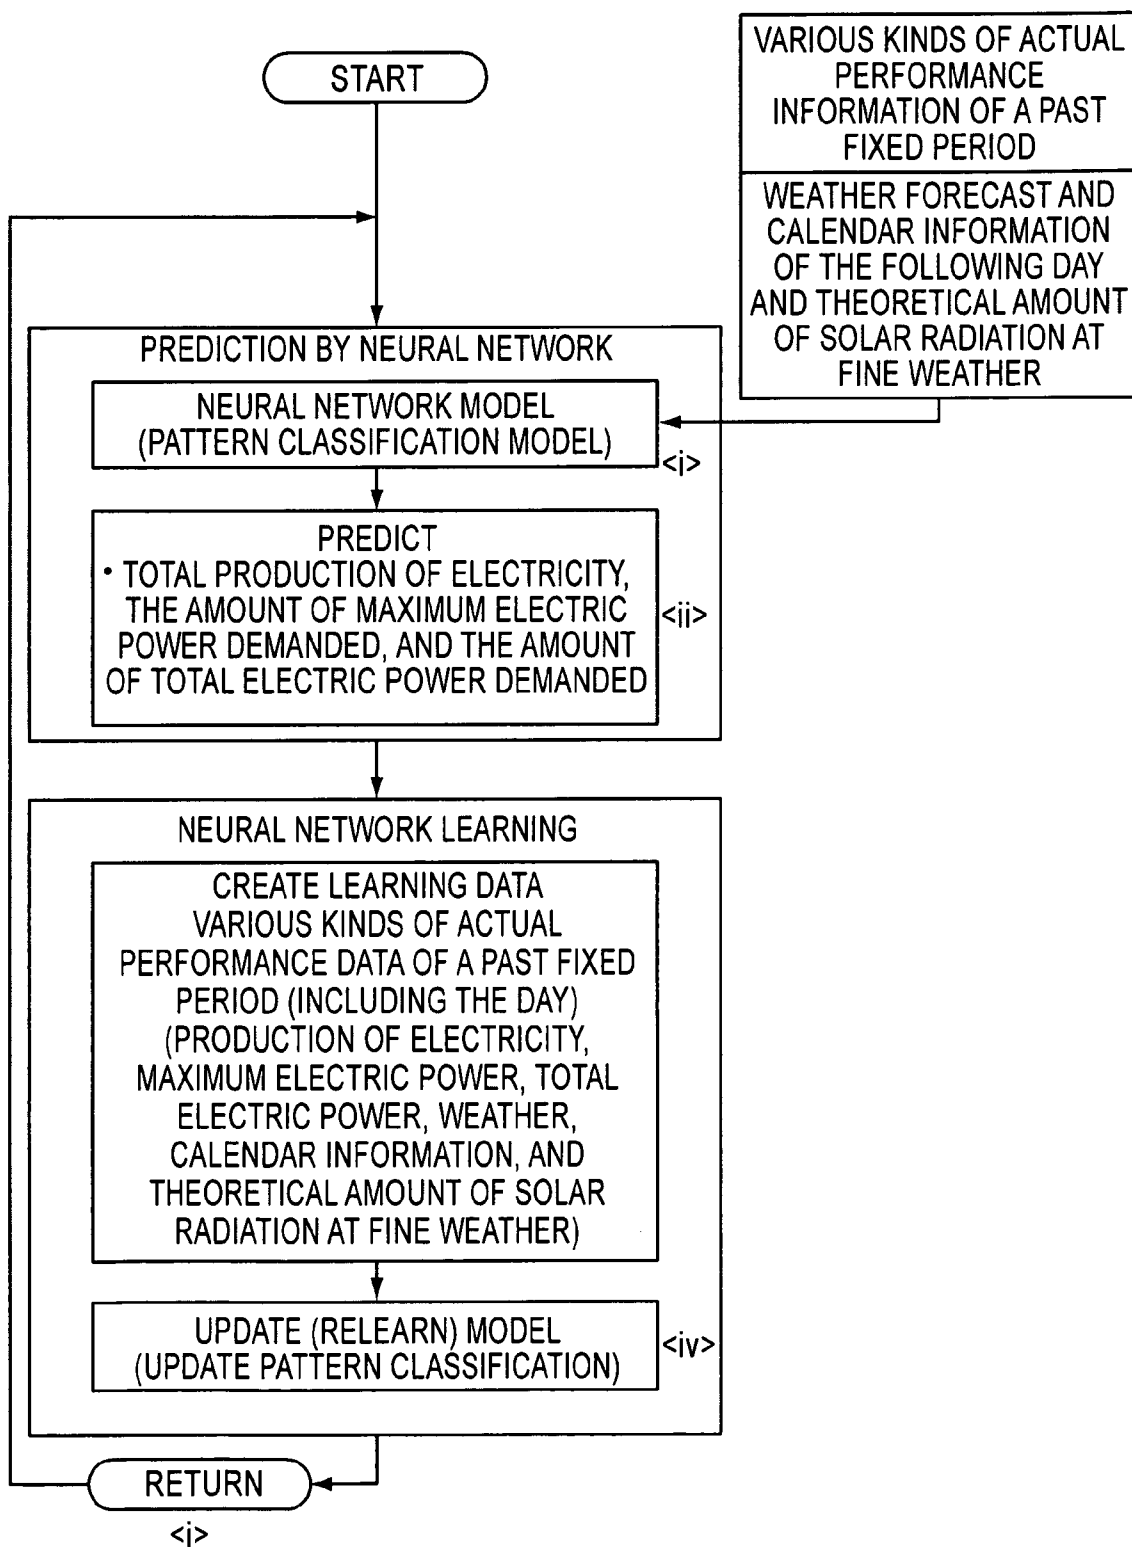 START
VARIOUS KINDS OF ACTUAL
PERFORMANCE
INFORMATION OF A PAST
FIXED PERIOD
WEATHER FORECAST AND
CALENDAR INFORMATION
OF THE FOLLOWING DAY
AND THEORETICAL AMOUNT
OF SOLAR RADIATION AT
FINE WEATHER
PREDICTION BY NEURAL NETWORK
NEURAL NETWORK MODEL
(PATTERN CLASSIFICATION MODEL)
<i>
PREDICT
• TOTAL PRODUCTION OF ELECTRICITY,
THE AMOUNT OF MAXIMUM ELECTRIC
POWER DEMANDED, AND THE AMOUNT
OF TOTAL ELECTRIC POWER DEMANDED
<ii>
NEURAL NETWORK LEARNING
CREATE LEARNING DATA
VARIOUS KINDS OF ACTUAL
PERFORMANCE DATA OF A PAST FIXED
PERIOD (INCLUDING THE DAY)
(PRODUCTION OF ELECTRICITY,
MAXIMUM ELECTRIC POWER, TOTAL
ELECTRIC POWER, WEATHER,
CALENDAR INFORMATION, AND
THEORETICAL AMOUNT OF SOLAR
RADIATION AT FINE WEATHER)
UPDATE (RELEARN) MODEL
(UPDATE PATTERN CLASSIFICATION)
<iv>
RETURN
<i>